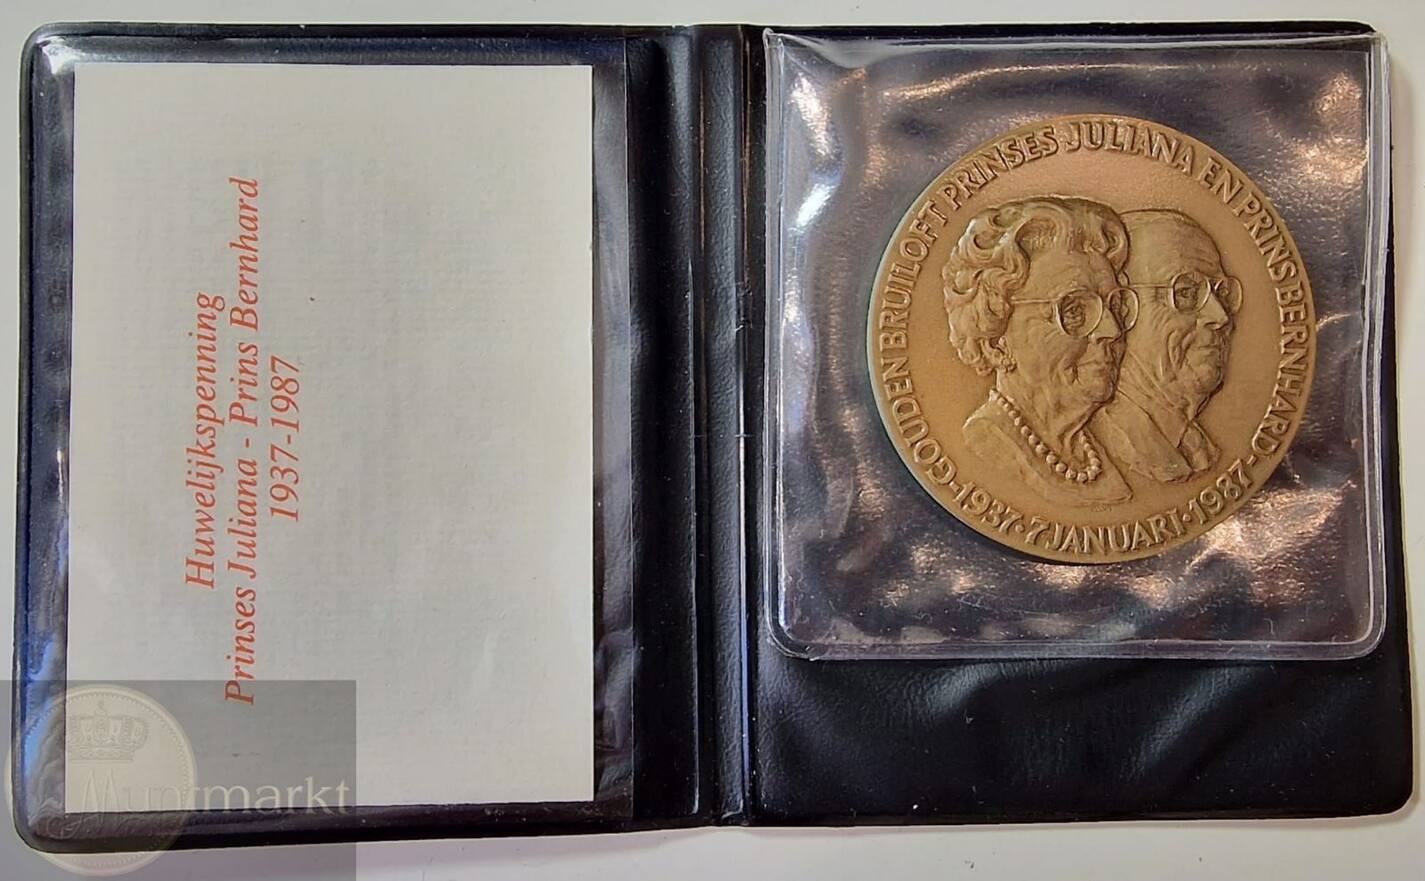 Huwelijkspenning
Prinses Juliana - Prins Bernhard
1937-1987
GOUDEN BRUILOFT PRINSES JULIANA EN PRINS BERNHARD
1937·7 JANUARI·1987
Muntmarkt